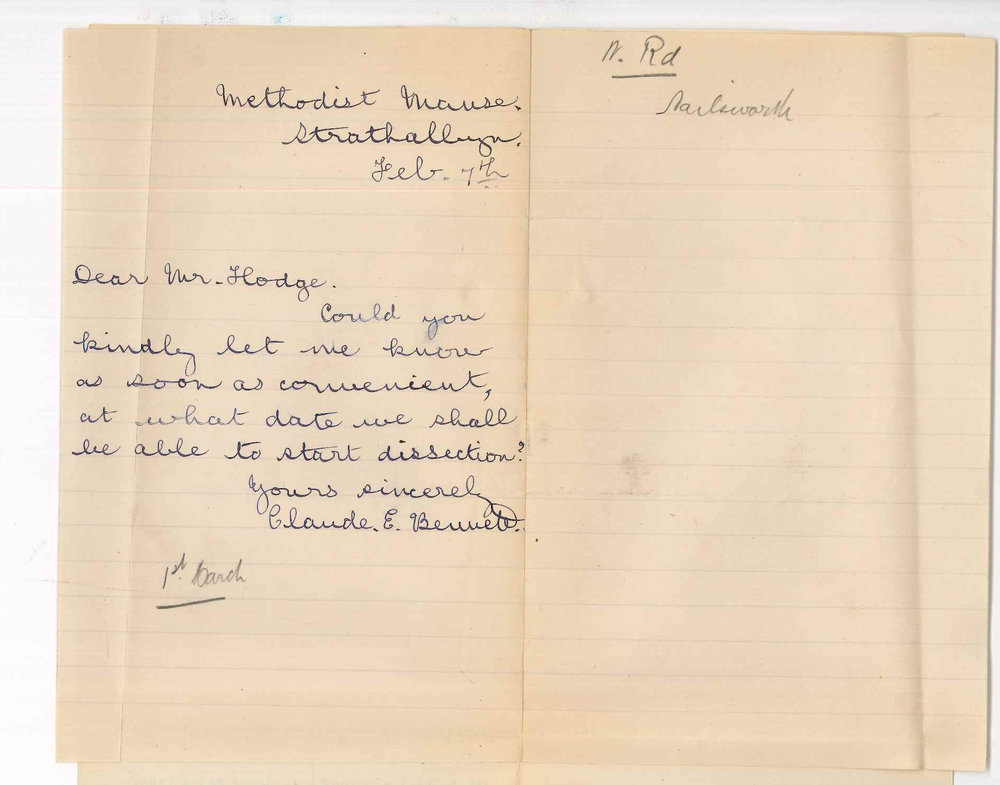 Methodist Manse.
Strathalbyn.
Feb. 7th
Dear Mr. Hodge.
Could you
kindly let me know
as soon as convenient,
at what date we shall
be able to start dissection?
Yours sincerely
Claude. E. Bennett.
1st March
N. Rd
Nailsworth